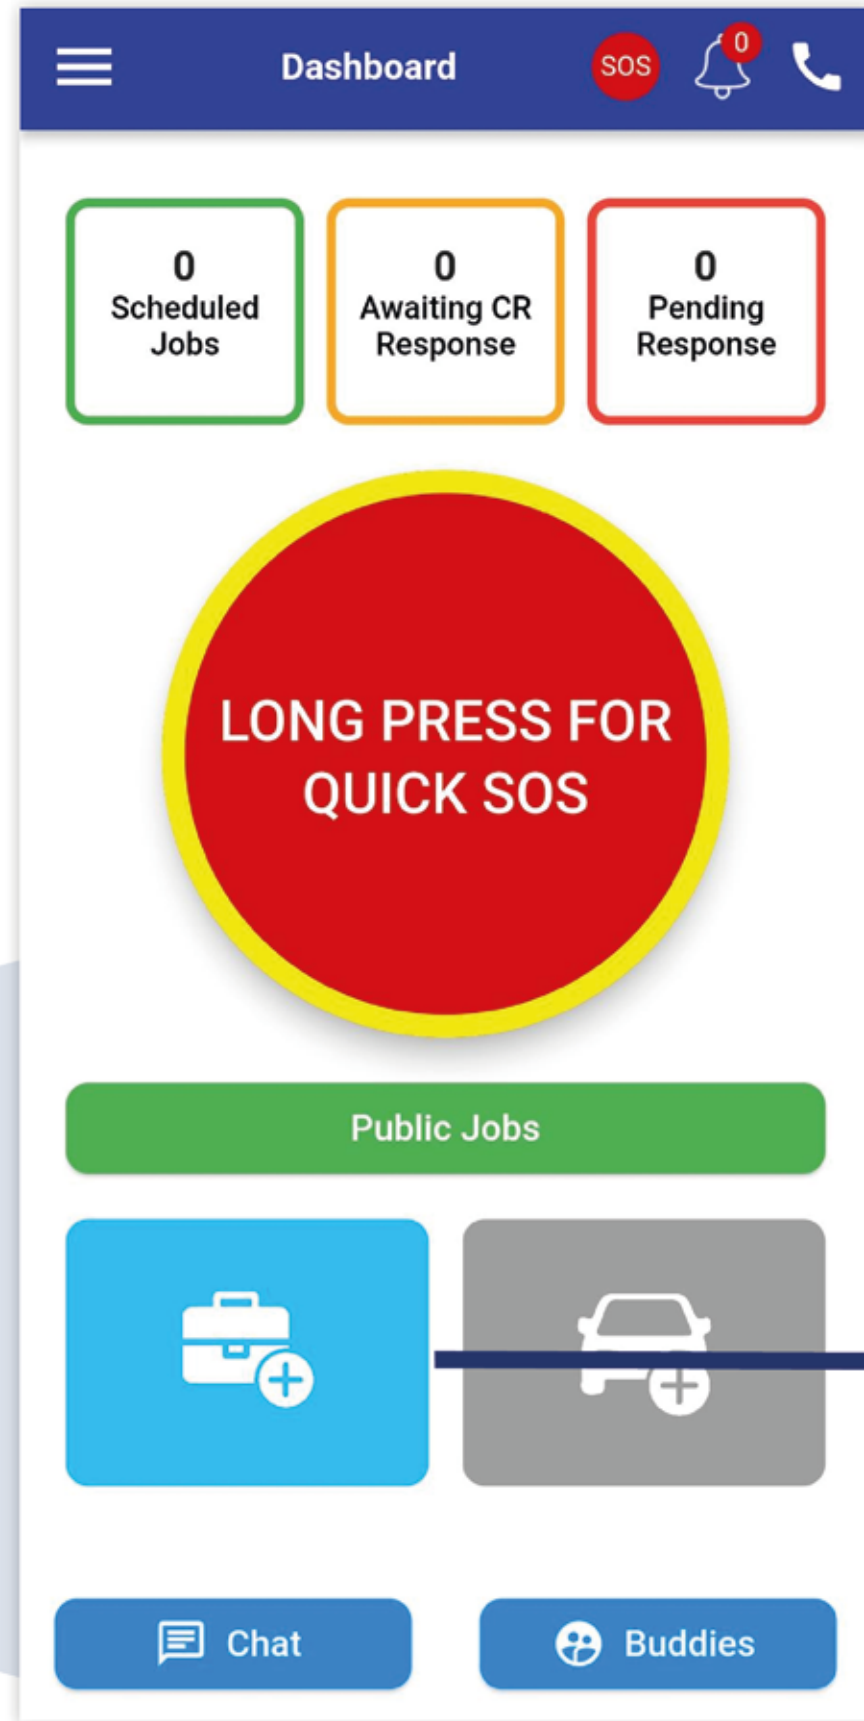 Dashboard
SOS
0
0
Scheduled
Jobs
0
Awaiting CR
Response
0
Pending
Response
LONG PRESS FOR
QUICK SOS
Public Jobs
Chat
Buddies